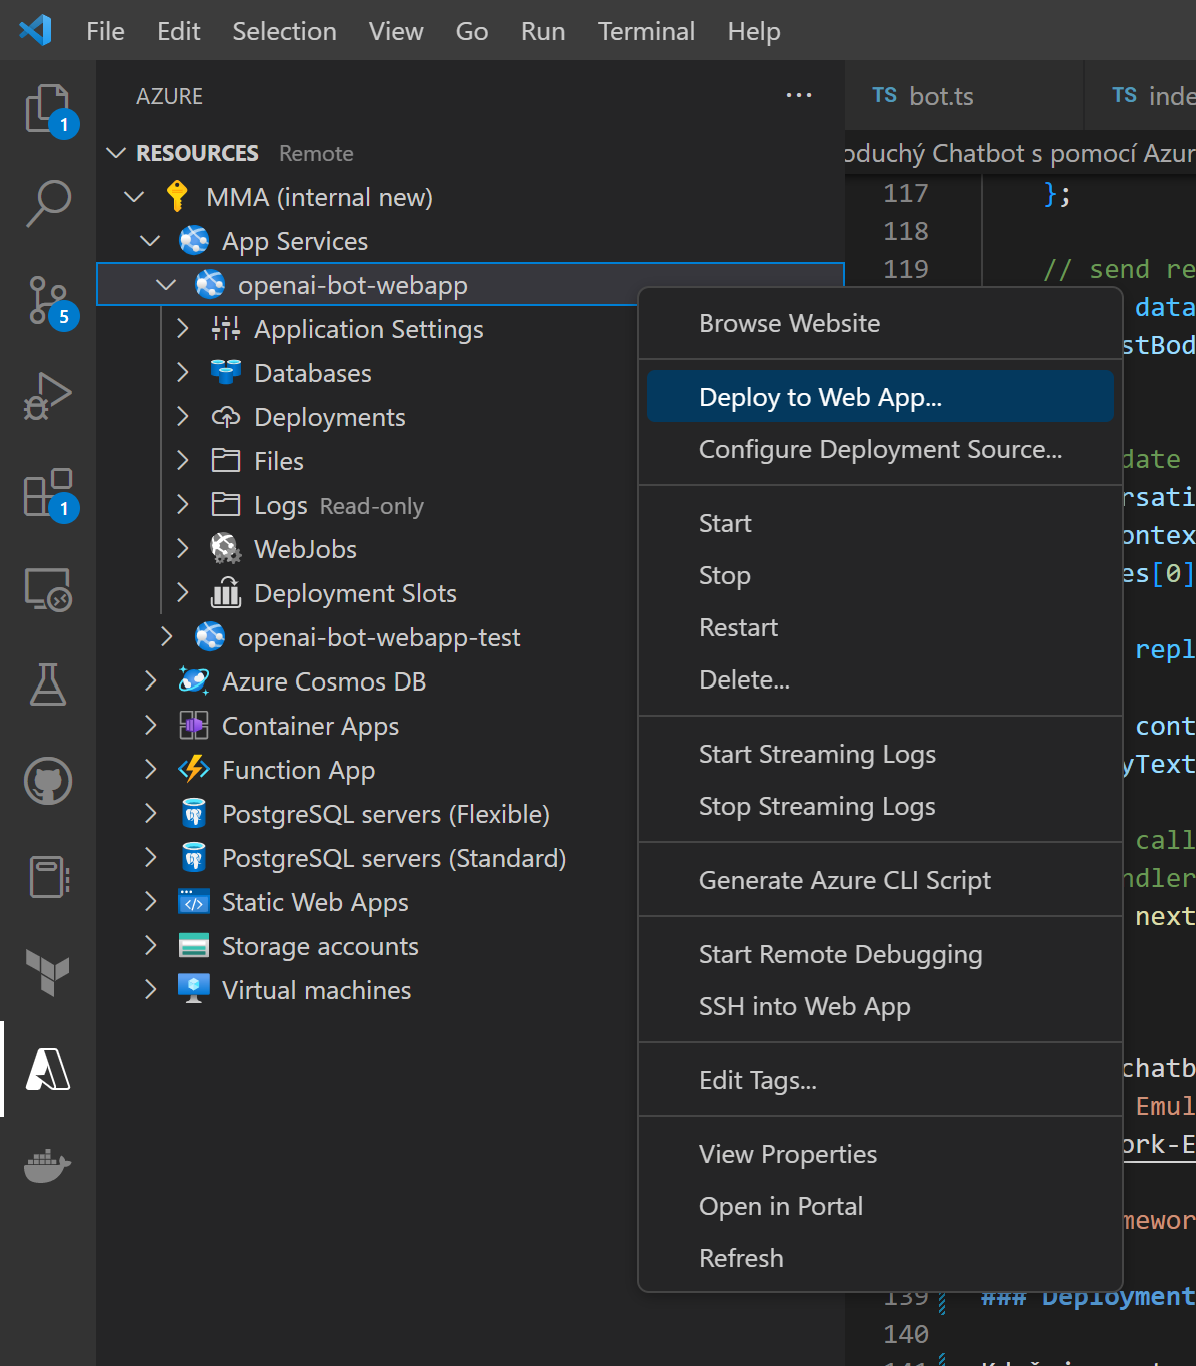 File Edit Selection View Go Run Terminal Help
AZURE ...
RESOURCES Remote
MMA (internal new)
App Services
openai-bot-webapp
Application Settings
Databases
Deployments
Files
Logs Read-only
WebJobs
Deployment Slots
openai-bot-webapp-test
Azure Cosmos DB
Container Apps
Function App
PostgreSQL servers (Flexible)
PostgreSQL servers (Standard)
Static Web Apps
Storage accounts
Virtual machines
1
5
1
Browse Website
Deploy to Web App...
Configure Deployment Source...
Start
Stop
Restart
Delete...
Start Streaming Logs
Stop Streaming Logs
Generate Azure CLI Script
Start Remote Debugging
SSH into Web App
Edit Tags...
View Properties
Open in Portal
Refresh
TS bot.ts TS inde
oduchý Chatbot s pomocí Azur
117 };
118
119 // send re
data
stBod
date
rsati
ontex
es[0]
repl
cont
yText
call
ndler
next
chatb
Emul
ork-E
mewor
139 ### Deployment
140